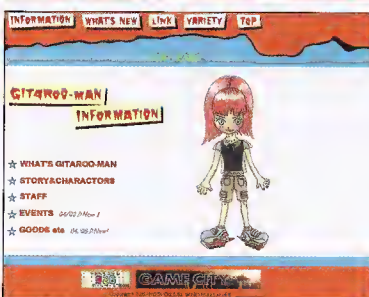 INFORMATION WHAT'S NEW LINK VARIETY TOP
GITAROO-MAN
INFORMATION
WHAT'S GITAROO-MAN
STORY&CHARACTORS
STAFF
EVENTS
GOODS etc
GAME CITY